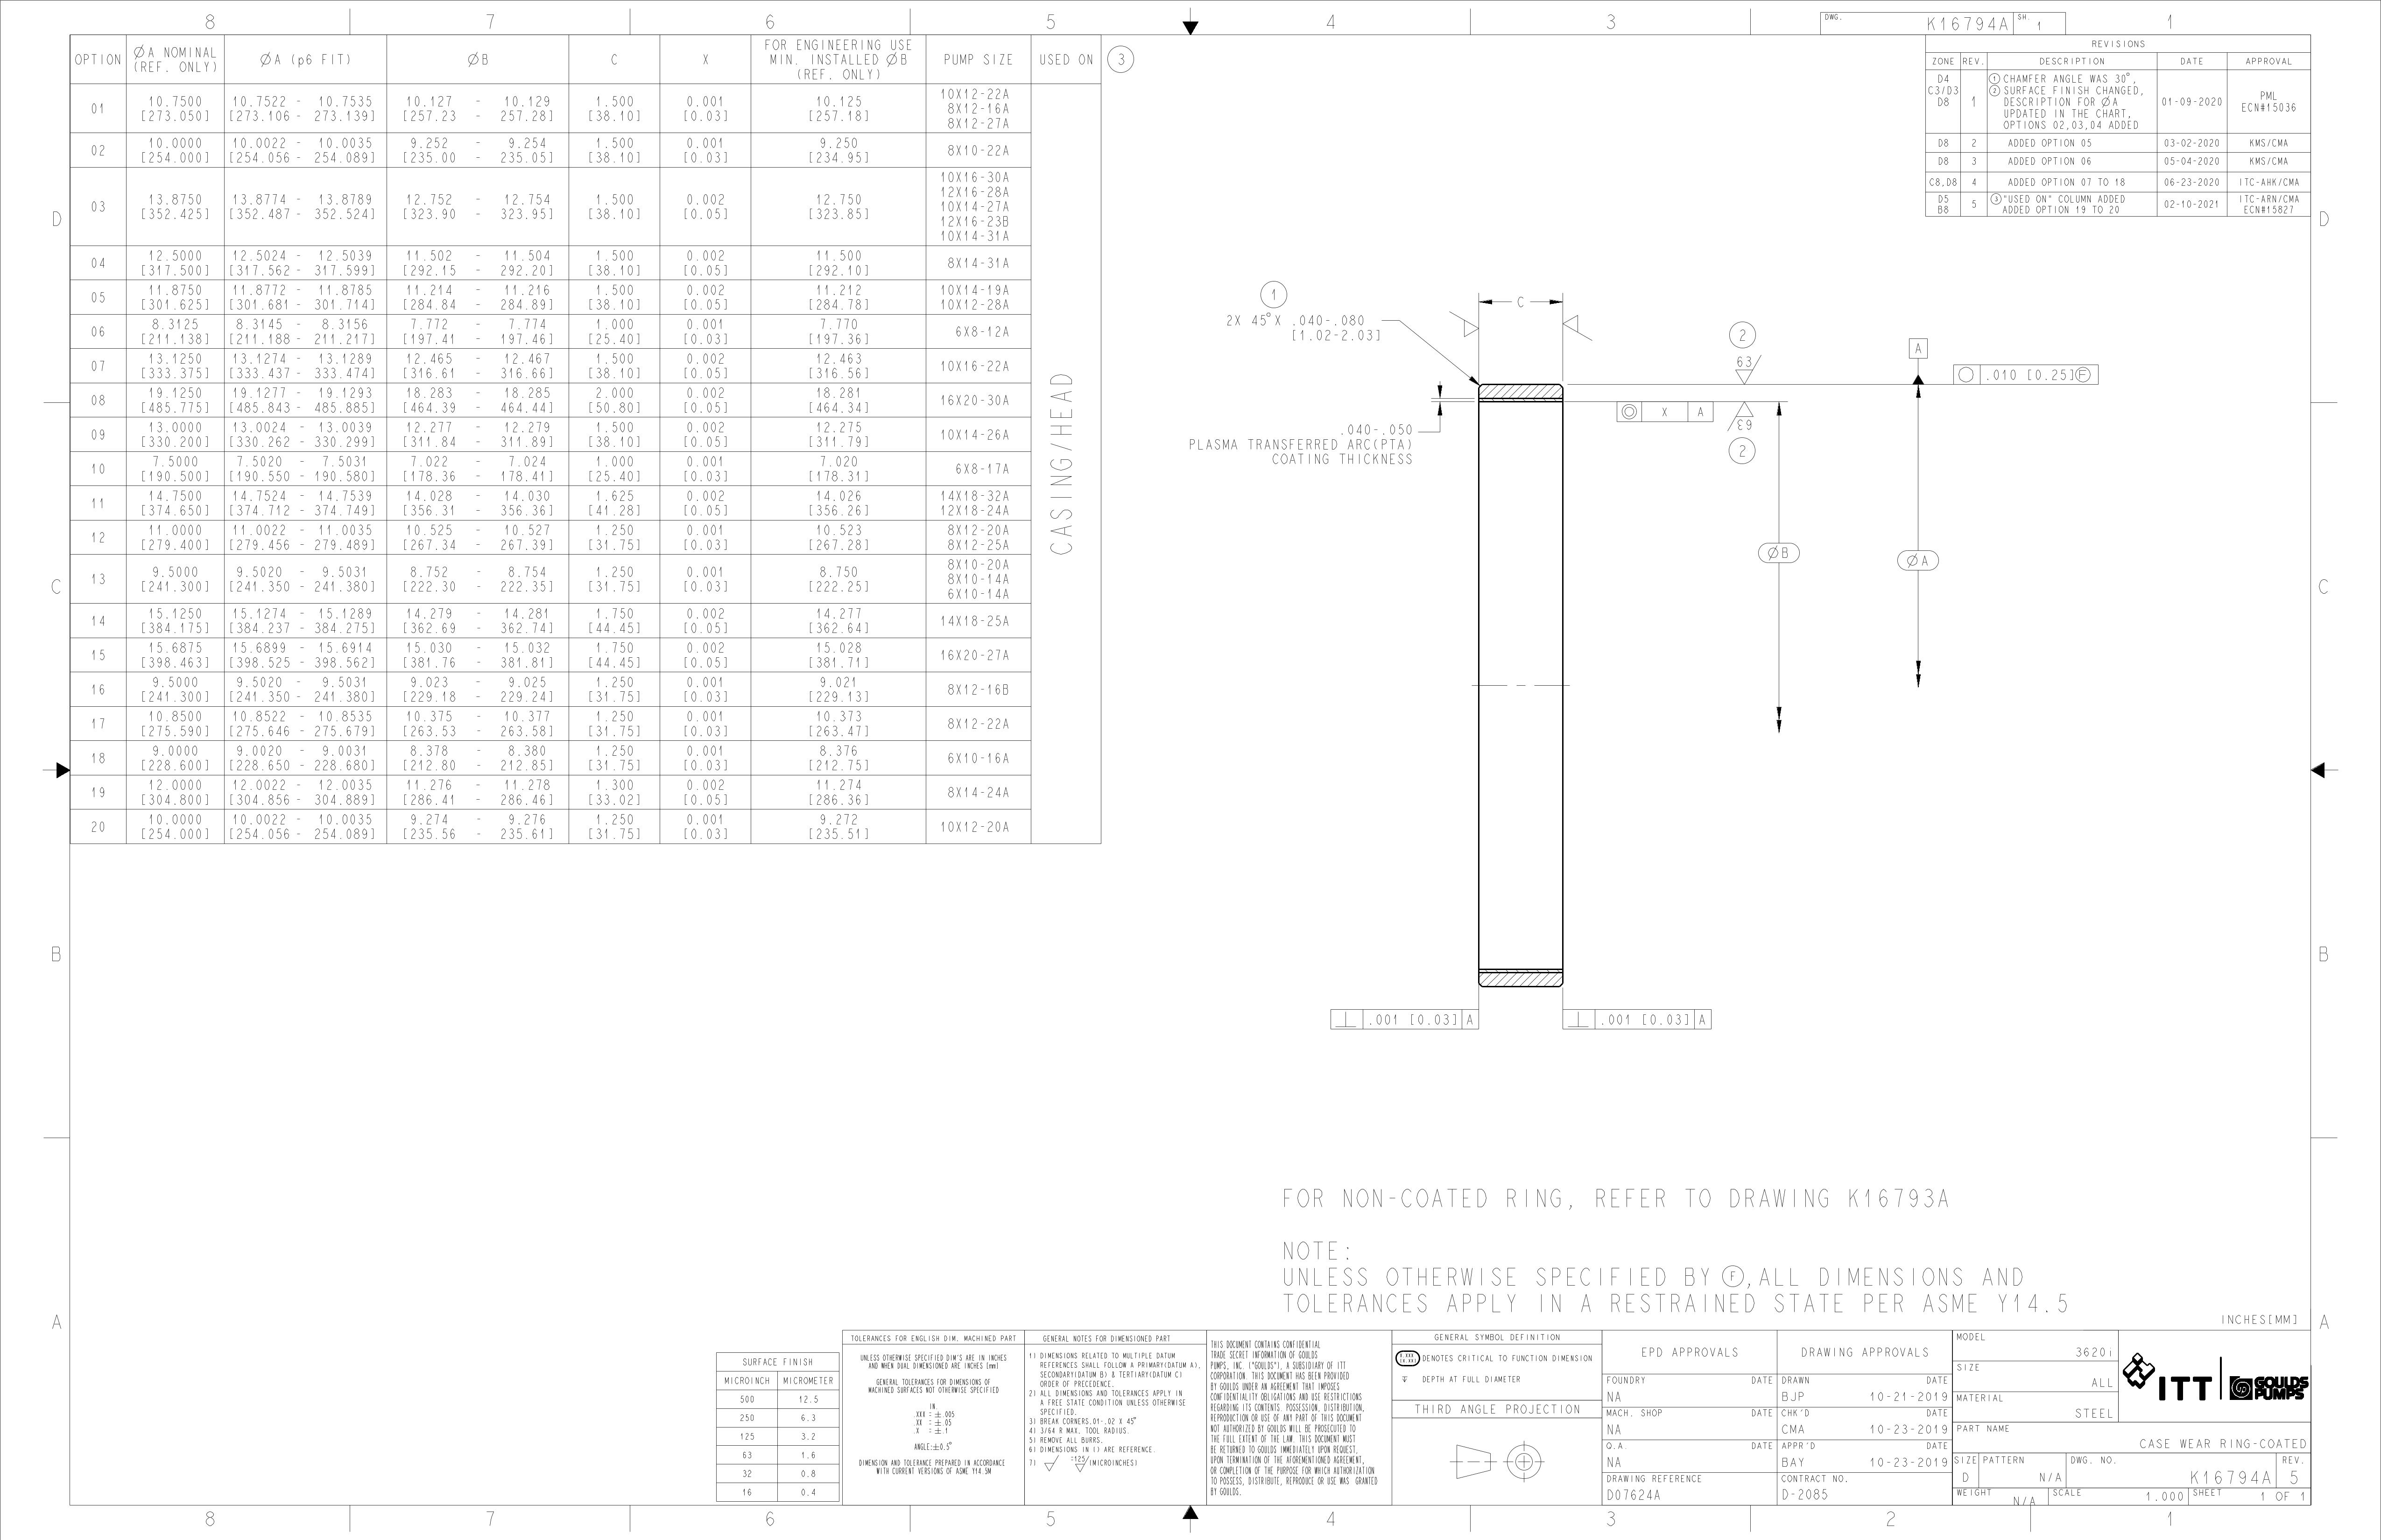 8 7 6 5 4 3 1
DWG. K16794A SH. 1
OPTION ØA NOMINAL (REF. ONLY) ØA (p6 FIT) ØB C X FOR ENGINEERING USE MIN. INSTALLED ØB (REF. ONLY) PUMP SIZE USED ON 3
01 10.7500 10.7522 - 10.7535 10.127 - 10.129 1.500 0.001 10.125 10X12-22A
[273.050] [273.106 - 273.139] [257.23 - 257.28] [38.10] [0.03] [257.18] 8X12-16A
8X12-27A
02 10.0000 10.0022 - 10.0035 9.252 - 9.254 1.500 0.001 9.250 8X10-22A
[254.000] [254.056 - 254.089] [235.00 - 235.05] [38.10] [0.03] [234.95]
03 13.8750 13.8774 - 13.8789 12.752 - 12.754 1.500 0.002 12.750 10X16-30A
[352.425] [352.487 - 352.524] [323.90 - 323.95] [38.10] [0.05] [323.85] 12X16-28A
10X14-27A
12X16-23B
10X14-31A
04 12.5000 12.5024 - 12.5039 11.502 - 11.504 1.500 0.002 11.500 8X14-31A
[317.500] [317.562 - 317.599] [292.15 - 292.20] [38.10] [0.05] [292.10]
05 11.8750 11.8772 - 11.8785 11.214 - 11.216 1.500 0.002 11.212 10X14-19A
[301.625] [301.681 - 301.714] [284.84 - 284.89] [38.10] [0.05] [284.78] 10X12-28A
06 8.3125 8.3145 - 8.3156 7.772 - 7.774 1.000 0.001 7.770 6X8-12A
[211.138] [211.188 - 211.217] [197.41 - 197.46] [25.40] [0.03] [197.36]
07 13.1250 13.1274 - 13.1289 12.465 - 12.467 1.500 0.002 12.463 10X16-22A
[333.375] [333.437 - 333.474] [316.61 - 316.66] [38.10] [0.05] [316.56]
08 19.1250 19.1277 - 19.1293 18.283 - 18.285 2.000 0.002 18.281 16X20-30A
[485.775] [485.843 - 485.885] [464.39 - 464.44] [50.80] [0.05] [464.34]
09 13.0000 13.0024 - 13.0039 12.277 - 12.279 1.500 0.002 12.275 10X14-26A
[330.200] [330.262 - 330.299] [311.84 - 311.89] [38.10] [0.05] [311.79]
10 7.5000 7.5020 - 7.5031 7.022 - 7.024 1.000 0.001 7.020 6X8-17A
[190.500] [190.550 - 190.580] [178.36 - 178.41] [25.40] [0.03] [178.31]
11 14.7500 14.7524 - 14.7539 14.028 - 14.030 1.625 0.002 14.026 14X18-32A
[374.650] [374.712 - 374.749] [356.31 - 356.36] [41.28] [0.05] [356.26] 12X18-24A
12 11.0000 11.0022 - 11.0035 10.525 - 10.527 1.250 0.001 10.523 8X12-20A
[279.400] [279.456 - 279.489] [267.34 - 267.39] [31.75] [0.03] [267.28] 8X12-25A
13 9.5000 9.5020 - 9.5031 8.752 - 8.754 1.250 0.001 8.750 8X10-20A
[241.300] [241.350 - 241.380] [222.30 - 222.35] [31.75] [0.03] [222.25] 8X10-14A
6X10-14A
14 15.1250 15.1274 - 15.1289 14.279 - 14.281 1.750 0.002 14.277 14X18-25A
[384.175] [384.237 - 384.275] [362.69 - 362.74] [44.45] [0.05] [362.64]
15 15.6875 15.6899 - 15.6914 15.030 - 15.032 1.750 0.002 15.028 16X20-27A
[398.463] [398.525 - 398.562] [381.76 - 381.81] [44.45] [0.05] [381.71]
16 9.5000 9.5020 - 9.5031 9.023 - 9.025 1.250 0.001 9.021 8X12-16B
[241.300] [241.350 - 241.380] [229.18 - 229.24] [31.75] [0.03] [229.13]
17 10.8500 10.8522 - 10.8535 10.375 - 10.377 1.250 0.001 10.373 8X12-22A
[275.590] [275.646 - 275.679] [263.53 - 263.58] [31.75] [0.03] [263.47]
18 9.0000 9.0020 - 9.0031 8.378 - 8.380 1.250 0.001 8.376 6X10-16A
[228.600] [228.650 - 228.680] [212.80 - 212.85] [31.75] [0.03] [212.75]
19 12.0000 12.0022 - 12.0035 11.276 - 11.278 1.300 0.002 11.274 8X14-24A
[304.800] [304.856 - 304.889] [286.41 - 286.46] [33.02] [0.05] [286.36]
20 10.0000 10.0022 - 10.0035 9.274 - 9.276 1.250 0.001 9.272 10X12-20A
[254.000] [254.056 - 254.089] [235.56 - 235.61] [31.75] [0.03] [235.51]
CASING/HEAD
REVISIONS
ZONE REV. DESCRIPTION DATE APPROVAL
D4 C3/D3 D8 1 ① CHAMFER ANGLE WAS 30°,
② SURFACE FINISH CHANGED,
DESCRIPTION FOR ØA
UPDATED IN THE CHART,
OPTIONS 02,03,04 ADDED
01-09-2020 PML ECN#15036
D8 2 ADDED OPTION 05 03-02-2020 KMS/CMA
D8 3 ADDED OPTION 06 05-04-2020 KMS/CMA
C8,D8 4 ADDED OPTION 07 TO 18 06-23-2020 ITC-AHK/CMA
D5 B8 5 ③ "USED ON" COLUMN ADDED
ADDED OPTION 19 TO 20 02-10-2021 ITC-ARN/CMA ECN#15827
D D
C C
B B
A A
1
2X 45° X .040-.080
[1.02-2.03]
C
2
63
A
.010 [0.25] Ⓕ
X A
63
2
.040-.050
PLASMA TRANSFERRED ARC(PTA)
COATING THICKNESS
ØB
ØA
.001 [0.03] A
.001 [0.03] A
FOR NON-COATED RING, REFER TO DRAWING K16793A
NOTE:
UNLESS OTHERWISE SPECIFIED BY Ⓕ, ALL DIMENSIONS AND
TOLERANCES APPLY IN A RESTRAINED STATE PER ASME Y14.5
INCHES[MM]
SURFACE FINISH
MICROINCH MICROMETER
500 12.5
250 6.3
125 3.2
63 1.6
32 0.8
16 0.4
TOLERANCES FOR ENGLISH DIM. MACHINED PART
UNLESS OTHERWISE SPECIFIED DIM'S ARE IN INCHES
AND WHEN DUAL DIMENSIONED ARE INCHES [mm]
GENERAL TOLERANCES FOR DIMENSIONS OF
MACHINED SURFACES NOT OTHERWISE SPECIFIED
IN.
.XXX = ±.005
.XX = ±.05
.X = ±.1
ANGLE:±0.5°
DIMENSION AND TOLERANCE PREPARED IN ACCORDANCE
WITH CURRENT VERSIONS OF ASME Y14.5M
GENERAL NOTES FOR DIMENSIONED PART
1) DIMENSIONS RELATED TO MULTIPLE DATUM
REFERENCES SHALL FOLLOW A PRIMARY(DATUM A),
SECONDARY(DATUM B) & TERTIARY(DATUM C)
ORDER OF PRECEDENCE.
2) ALL DIMENSIONS AND TOLERANCES APPLY IN
A FREE STATE CONDITION UNLESS OTHERWISE
SPECIFIED.
3) BREAK CORNERS.01-.02 X 45°
4) 3/64 R MAX. TOOL RADIUS.
5) REMOVE ALL BURRS.
6) DIMENSIONS IN () ARE REFERENCE.
7) = 125 (MICROINCHES)
THIS DOCUMENT CONTAINS CONFIDENTIAL
TRADE SECRET INFORMATION OF GOULDS
PUMPS, INC. ("GOULDS"), A SUBSIDIARY OF ITT
CORPORATION. THIS DOCUMENT HAS BEEN PROVIDED
BY GOULDS UNDER AN AGREEMENT THAT IMPOSES
CONFIDENTIALITY OBLIGATIONS AND USE RESTRICTIONS
REGARDING ITS CONTENTS. POSSESSION, DISTRIBUTION,
REPRODUCTION OR USE OF ANY PART OF THIS DOCUMENT
NOT AUTHORIZED BY GOULDS WILL BE PROSECUTED TO
THE FULL EXTENT OF THE LAW. THIS DOCUMENT MUST
BE RETURNED TO GOULDS IMMEDIATELY UPON REQUEST,
UPON TERMINATION OF THE AFOREMENTIONED AGREEMENT,
OR COMPLETION OF THE PURPOSE FOR WHICH AUTHORIZATION
TO POSSESS, DISTRIBUTE, REPRODUCE OR USE WAS GRANTED
BY GOULDS.
GENERAL SYMBOL DEFINITION
X.XXX [X.XX] DENOTES CRITICAL TO FUNCTION DIMENSION
DEPTH AT FULL DIAMETER
THIRD ANGLE PROJECTION
EPD APPROVALS
FOUNDRY DATE
NA
MACH. SHOP DATE
NA
Q.A. DATE
NA
DRAWING REFERENCE
D07624A
DRAWING APPROVALS
DRAWN DATE
BJP 10-21-2019
CHK'D DATE
CMA 10-23-2019
APPR'D DATE
BAY 10-23-2019
CONTRACT NO.
D-2085
MODEL
3620i
SIZE
ALL
MATERIAL
STEEL
ITT GOULDS PUMPS
PART NAME
CASE WEAR RING-COATED
SIZE D PATTERN N/A DWG. NO. K16794A REV. 5
WEIGHT N/A SCALE 1.000 SHEET 1 OF 1
8 7 6 5 4 3 2 1